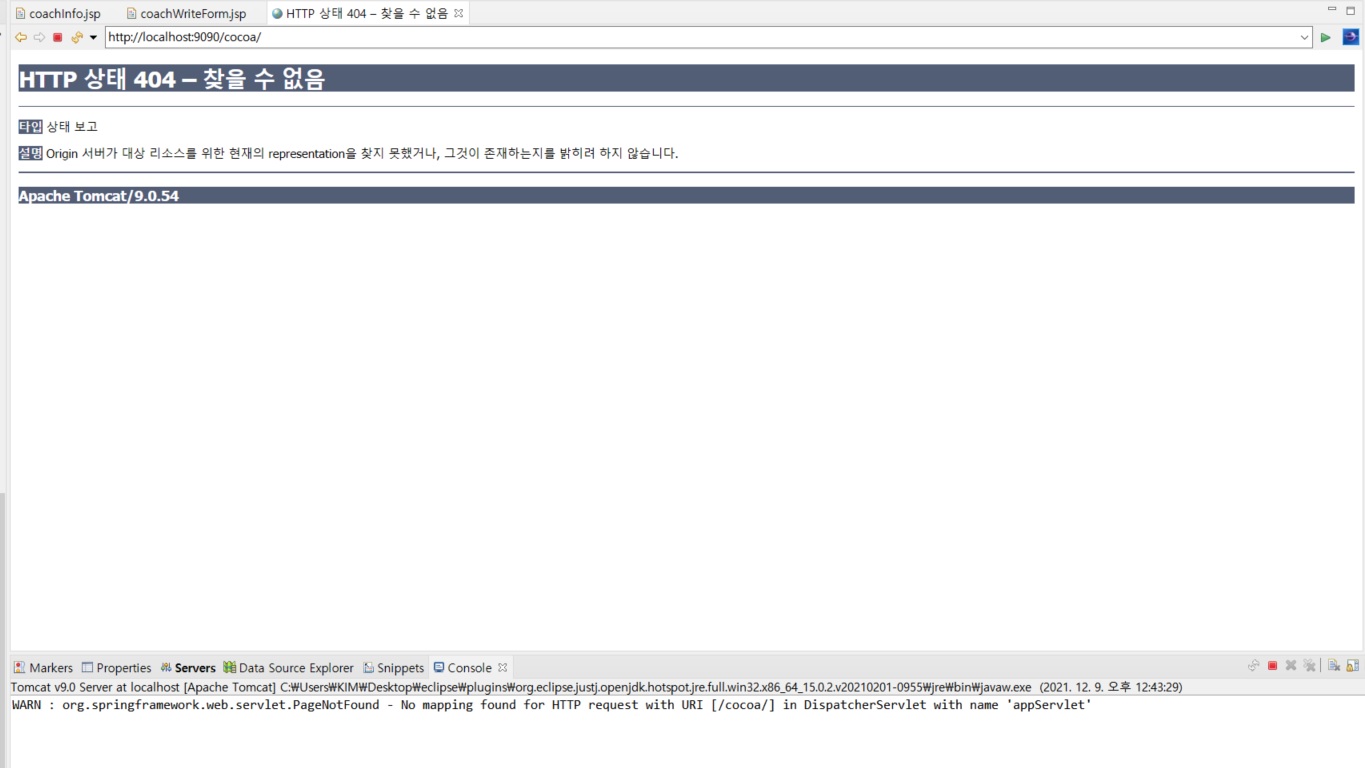 coachInfo.jsp coachWriteForm.jsp HTTP 상태 404 – 찾을 수 없음
http://localhost:9090/cocoa/
HTTP 상태 404 – 찾을 수 없음
타입 상태 보고
설명 Origin 서버가 대상 리소스를 위한 현재의 representation을 찾지 못했거나, 그것이 존재하는지를 밝히려 하지 않습니다.
Apache Tomcat/9.0.54
Markers Properties Servers Data Source Explorer Snippets Console
Tomcat v9.0 Server at localhost [Apache Tomcat] C:₩Users₩KIM₩Desktop₩eclipse₩plugins₩org.eclipse.justj.openjdk.hotspot.jre.full.win32.x86_64_15.0.2.v20210201-0955₩jre₩bin₩javaw.exe (2021. 12. 9. 오후 12:43:29)
WARN : org.springframework.web.servlet.PageNotFound - No mapping found for HTTP request with URI [/cocoa/] in DispatcherServlet with name 'appServlet'